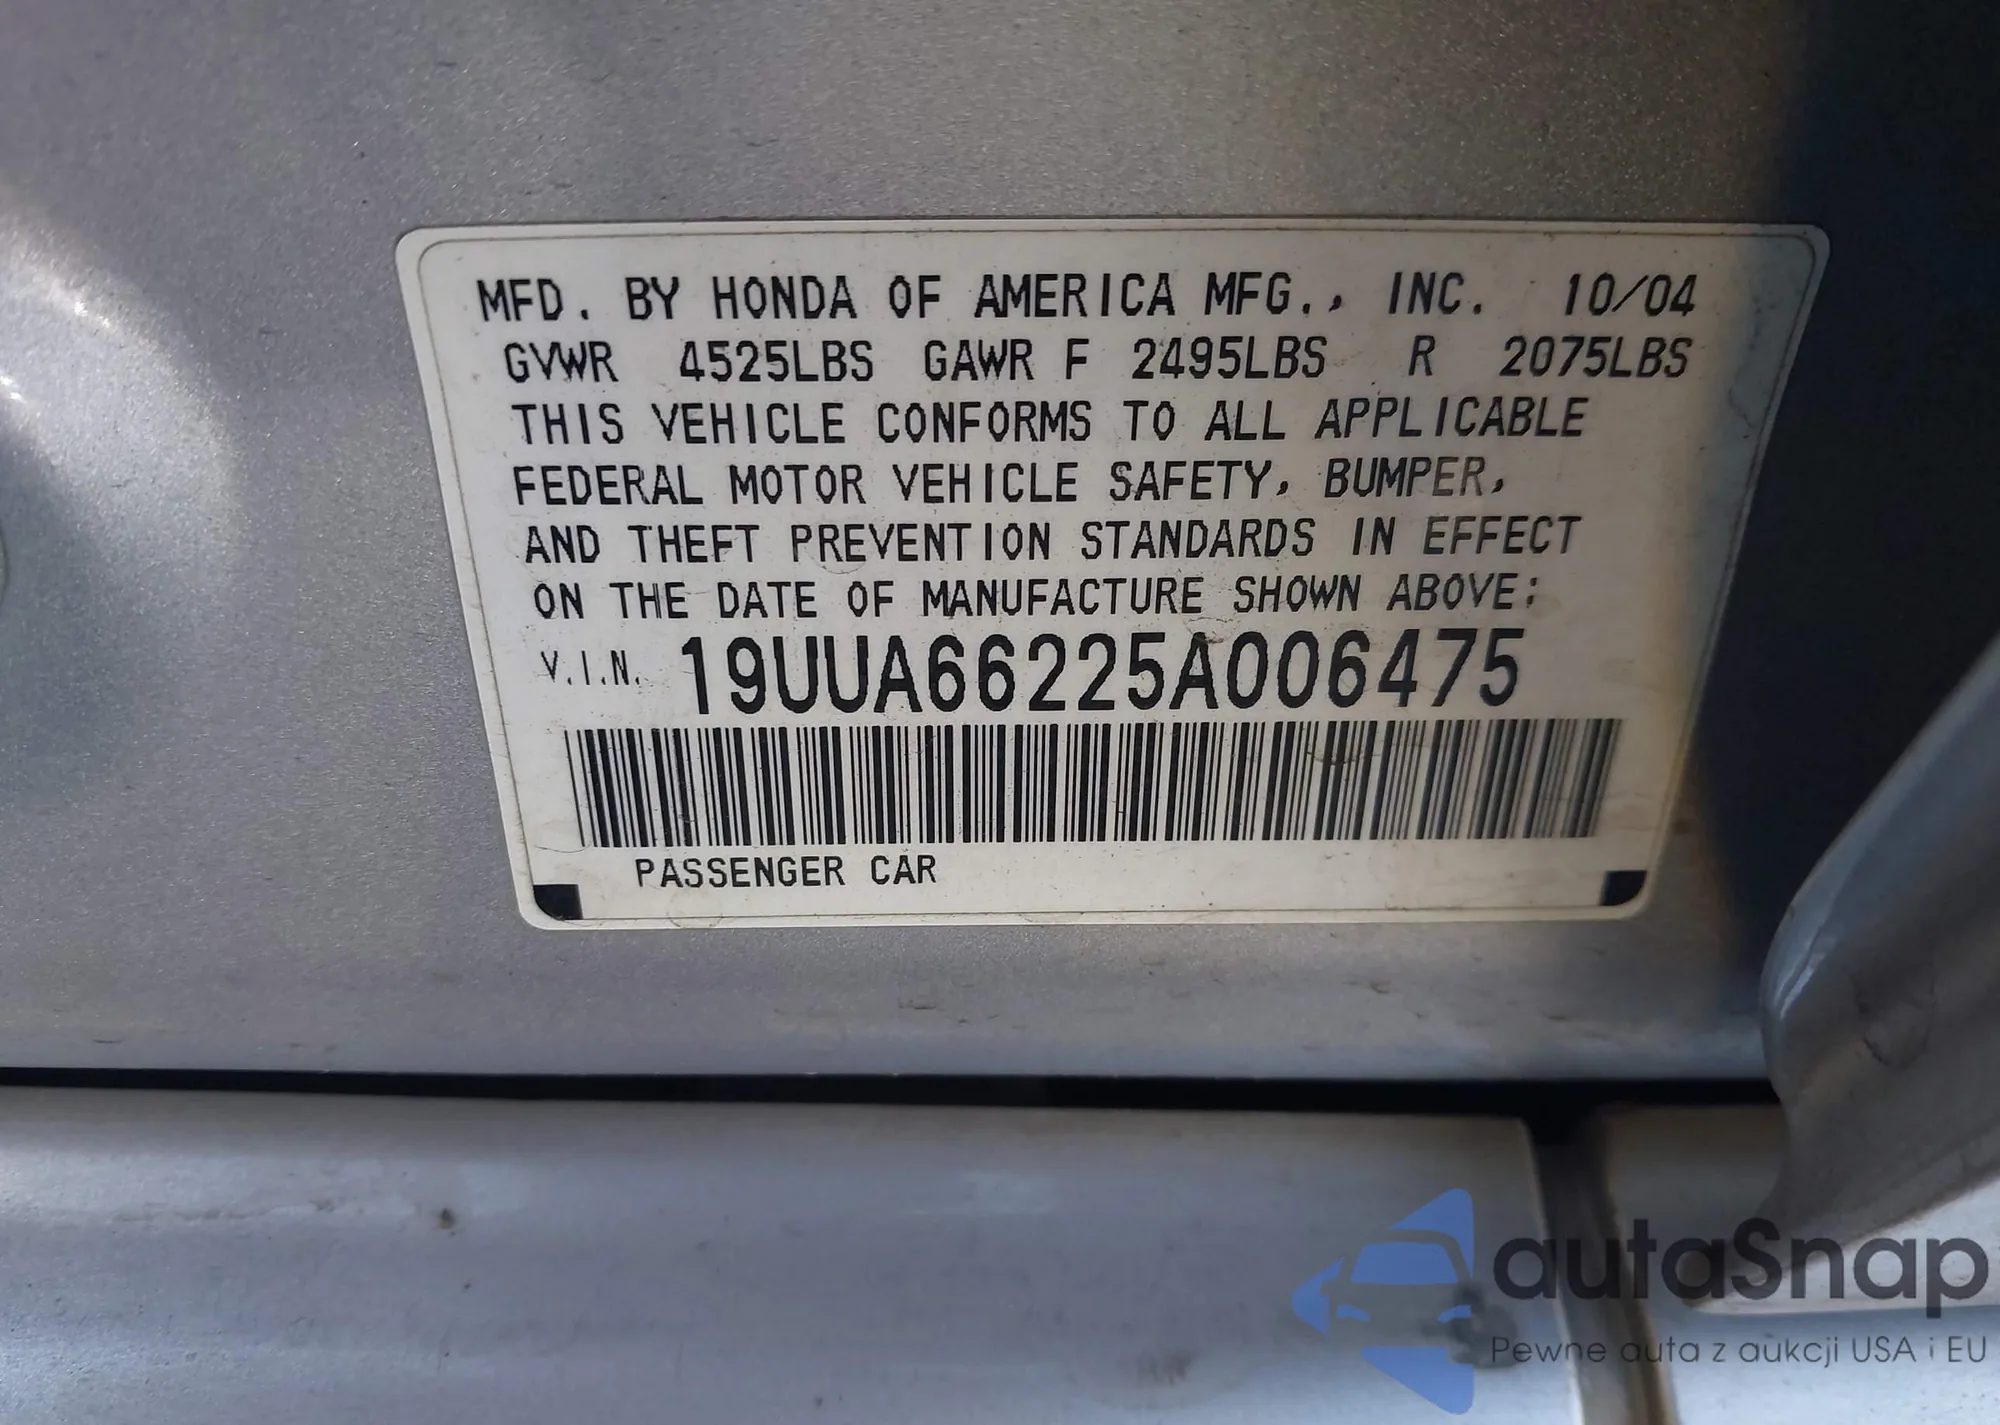 MFD. BY HONDA OF AMERICA MFG., INC. 10/04
GVWR 4525LBS GAWR F 2495LBS R 2075LBS
THIS VEHICLE CONFORMS TO ALL APPLICABLE
FEDERAL MOTOR VEHICLE SAFETY, BUMPER,
AND THEFT PREVENTION STANDARDS IN EFFECT
ON THE DATE OF MANUFACTURE SHOWN ABOVE:
V.I.N. 19UUA66225A006475
PASSENGER CAR
autaSnap
Pewne auta z aukcji USA i EU